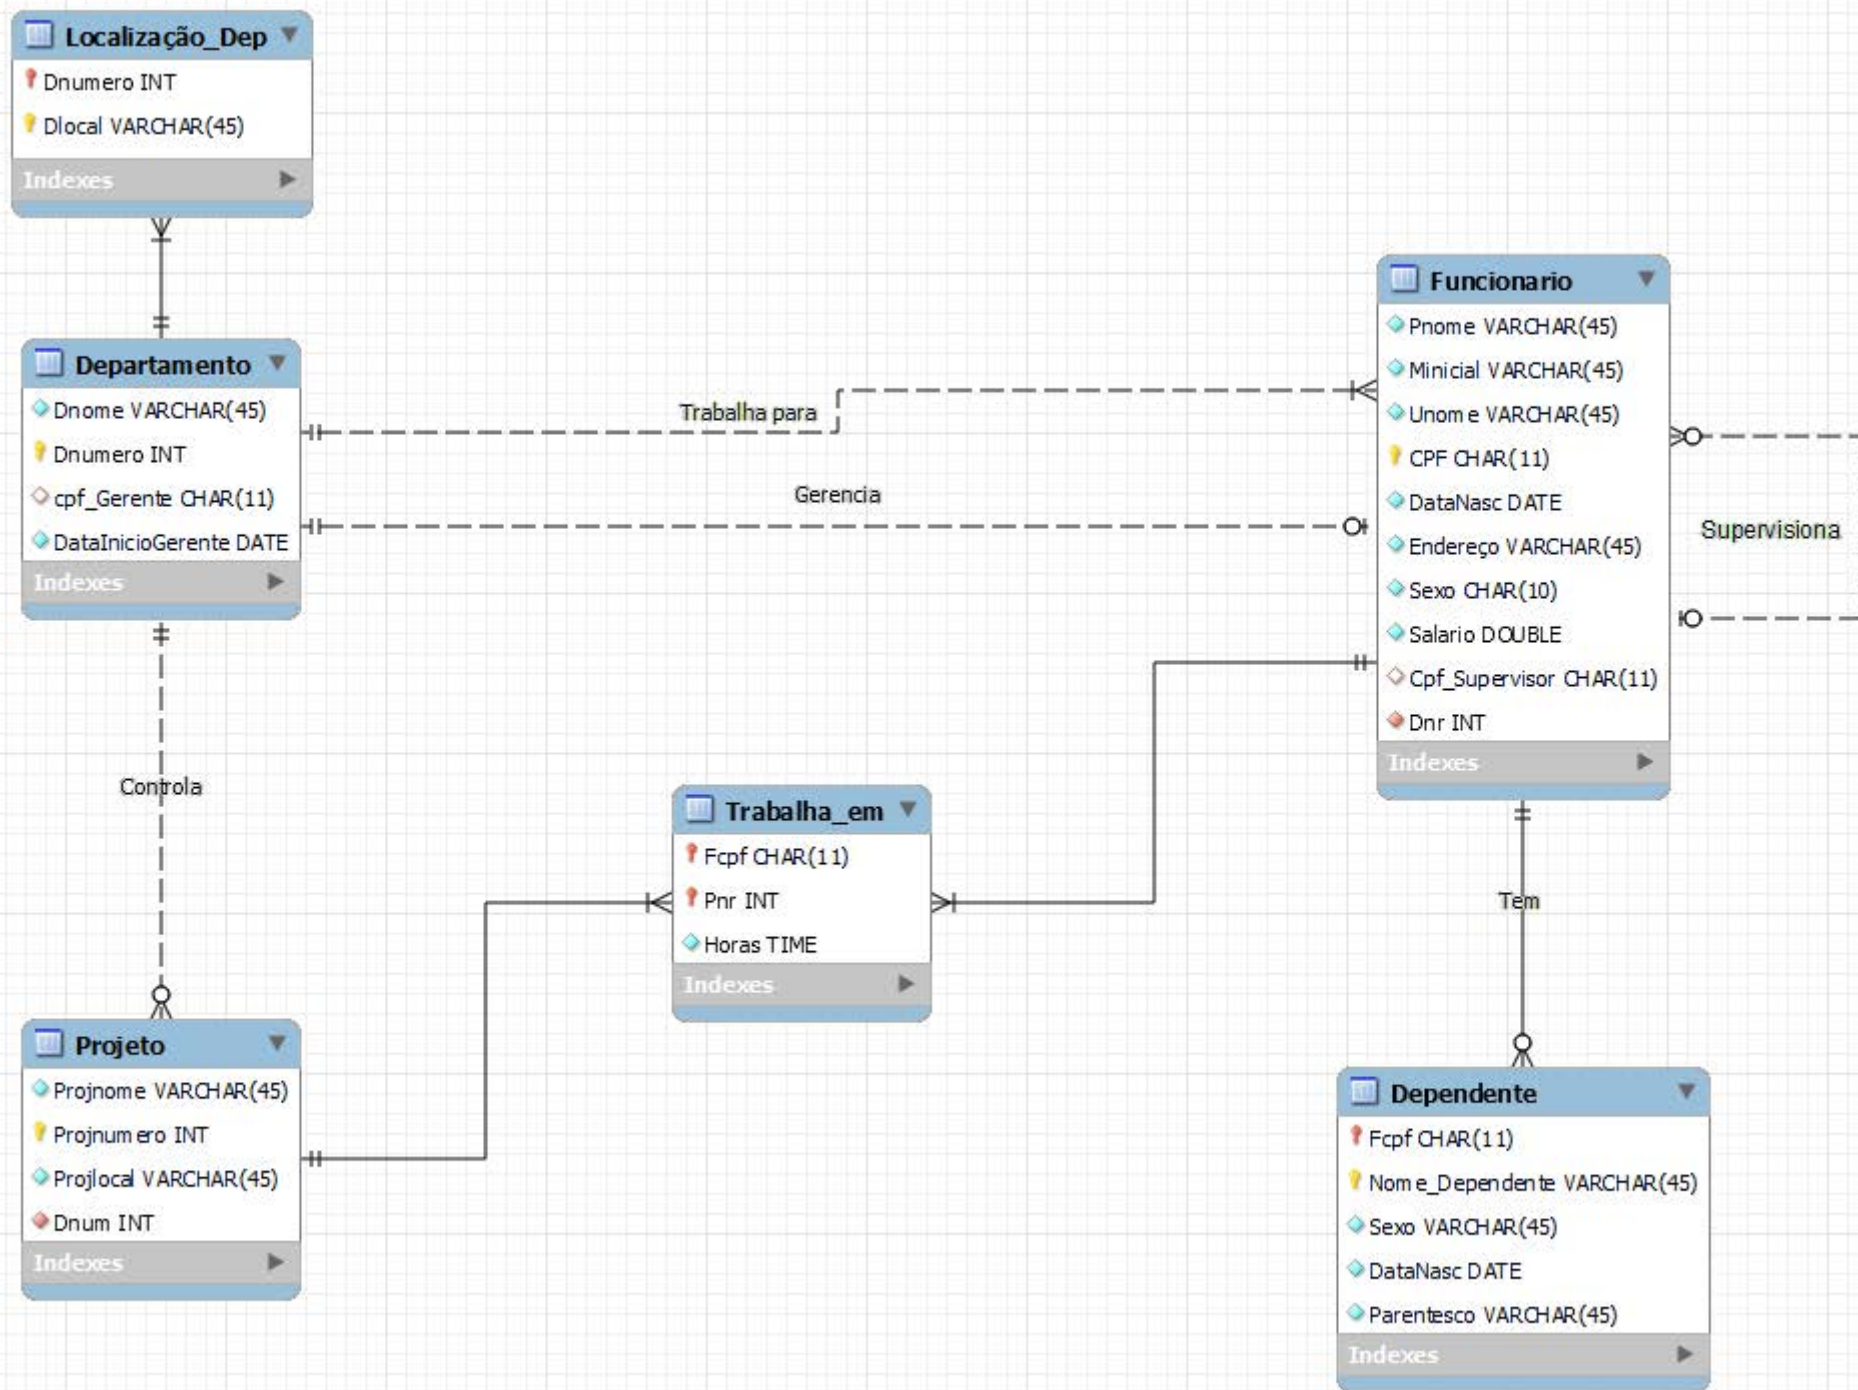 Localização_Dep
Dnumero INT
Dlocal VARCHAR(45)
Indexes
Departamento
Dnome VARCHAR(45)
Dnumero INT
cpf_Gerente CHAR(11)
DataInicioGerente DATE
Indexes
Trabalha para
Gerencia
Funcionario
Pnome VARCHAR(45)
Minicial VARCHAR(45)
Unome VARCHAR(45)
CPF CHAR(11)
DataNasc DATE
Endereço VARCHAR(45)
Sexo CHAR(10)
Salario DOUBLE
Cpf_Supervisor CHAR(11)
Dnr INT
Indexes
Supervisiona
Controla
Trabalha_em
Fcpf CHAR(11)
Pnr INT
Horas TIME
Indexes
Tem
Projeto
Projnome VARCHAR(45)
Projnumero INT
Projlocal VARCHAR(45)
Dnum INT
Indexes
Dependente
Fcpf CHAR(11)
Nome_Dependente VARCHAR(45)
Sexo VARCHAR(45)
DataNasc DATE
Parentesco VARCHAR(45)
Indexes